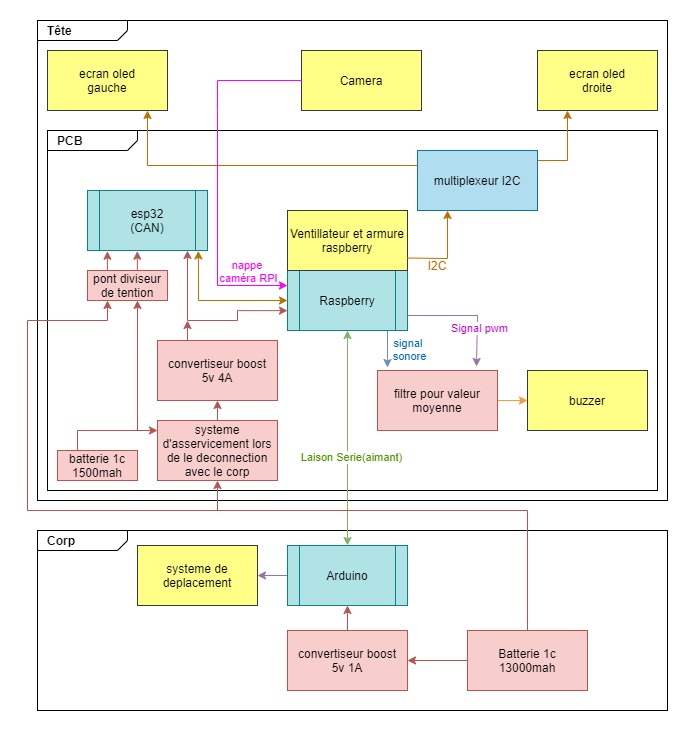 Tête
ecran oled
gauche
Camera
ecran oled
droite
PCB
multiplexeur I2C
esp32
(CAN)
Ventillateur et armure
raspberry
I2C
nappe
caméra RPI
pont diviseur
de tention
Raspberry
Signal pwm
signal
sonore
convertiseur boost
5v 4A
filtre pour valeur
moyenne
buzzer
systeme
d'asservicement lors
de le deconnection
avec le corp
batterie 1c
1500mah
Laison Serie(aimant)
Corp
systeme de
deplacement
Arduino
convertiseur boost
5v 1A
Batterie 1c
13000mah